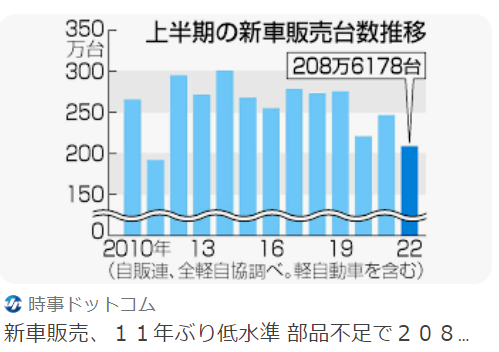 上半期の新車販売台数推移
350
万台
208万6178台
300
250
200
150
0
2010年 13 16 19 22
(自販連、全軽自協調べ。軽自動車を含む)
時事ドットコム
新車販売、１１年ぶり低水準 部品不足で２０８...